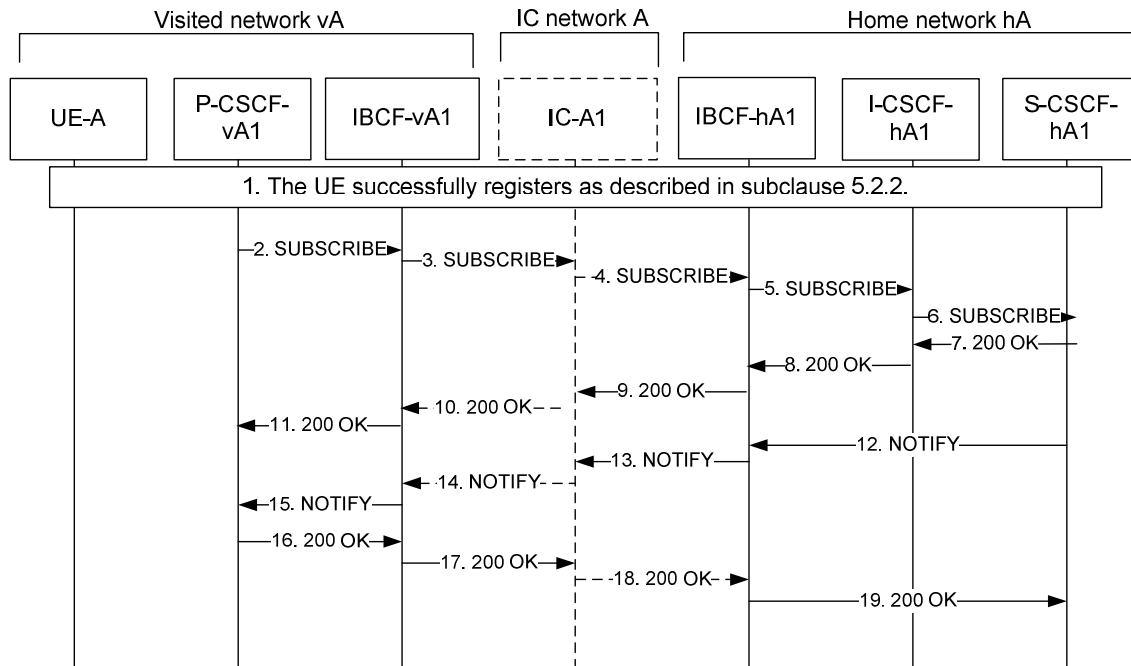 Visited network vA
IC network A
Home network hA
UE-A
P-CSCF-
vA1
IBCF-vA1
IC-A1
IBCF-hA1
I-CSCF-
hA1
S-CSCF-
hA1
1. The UE successfully registers as described in subclause 5.2.2.
2. SUBSCRIBE
3. SUBSCRIBE
4. SUBSCRIBE
5. SUBSCRIBE
6. SUBSCRIBE
7. 200 OK
8. 200 OK
9. 200 OK
10. 200 OK
11. 200 OK
12. NOTIFY
13. NOTIFY
14. NOTIFY
15. NOTIFY
16. 200 OK
17. 200 OK
18. 200 OK
19. 200 OK